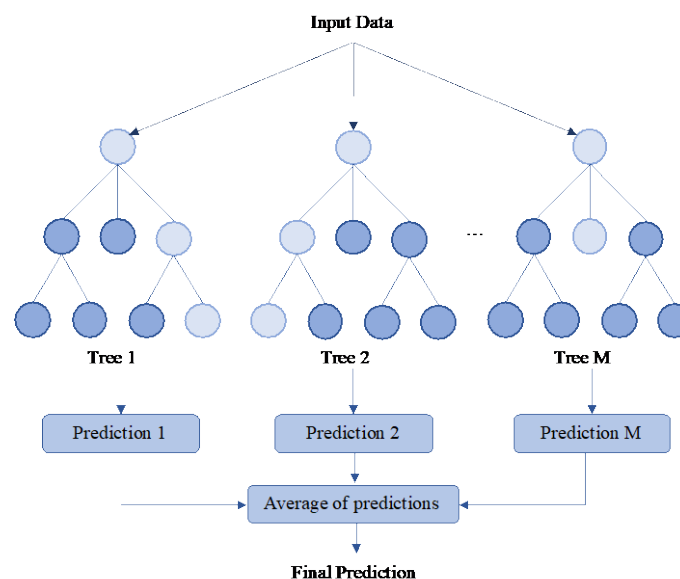 Input Data
...
Tree 1
Tree 2
Tree M
Prediction 1
Prediction 2
Prediction M
Average of predictions
Final Prediction